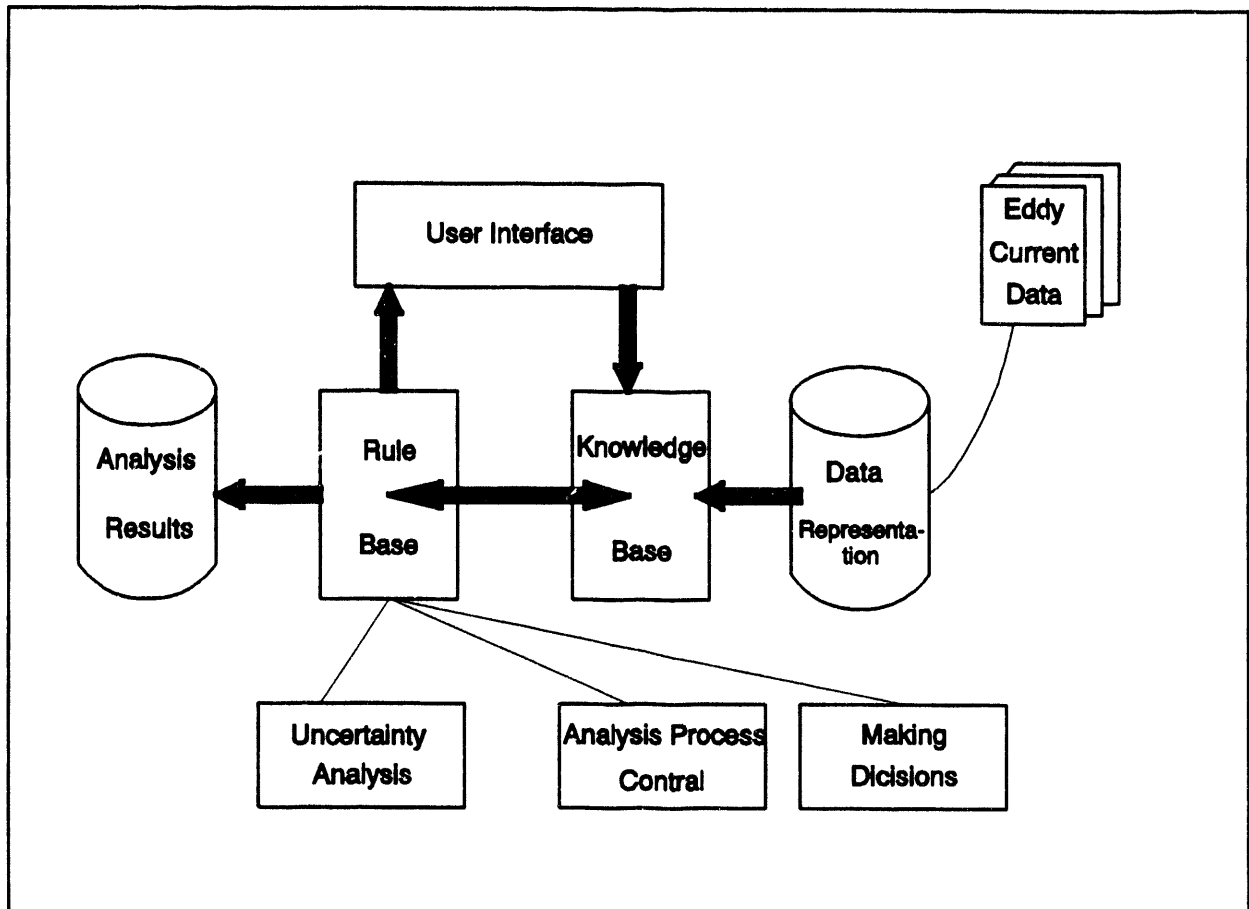 User Interface
Eddy
Current
Data
Analysis
Results
Rule
Base
Knowledge
Base
Data
Representa-
tion
Uncertainty
Analysis
Analysis Process
Contral
Making
Dicisions